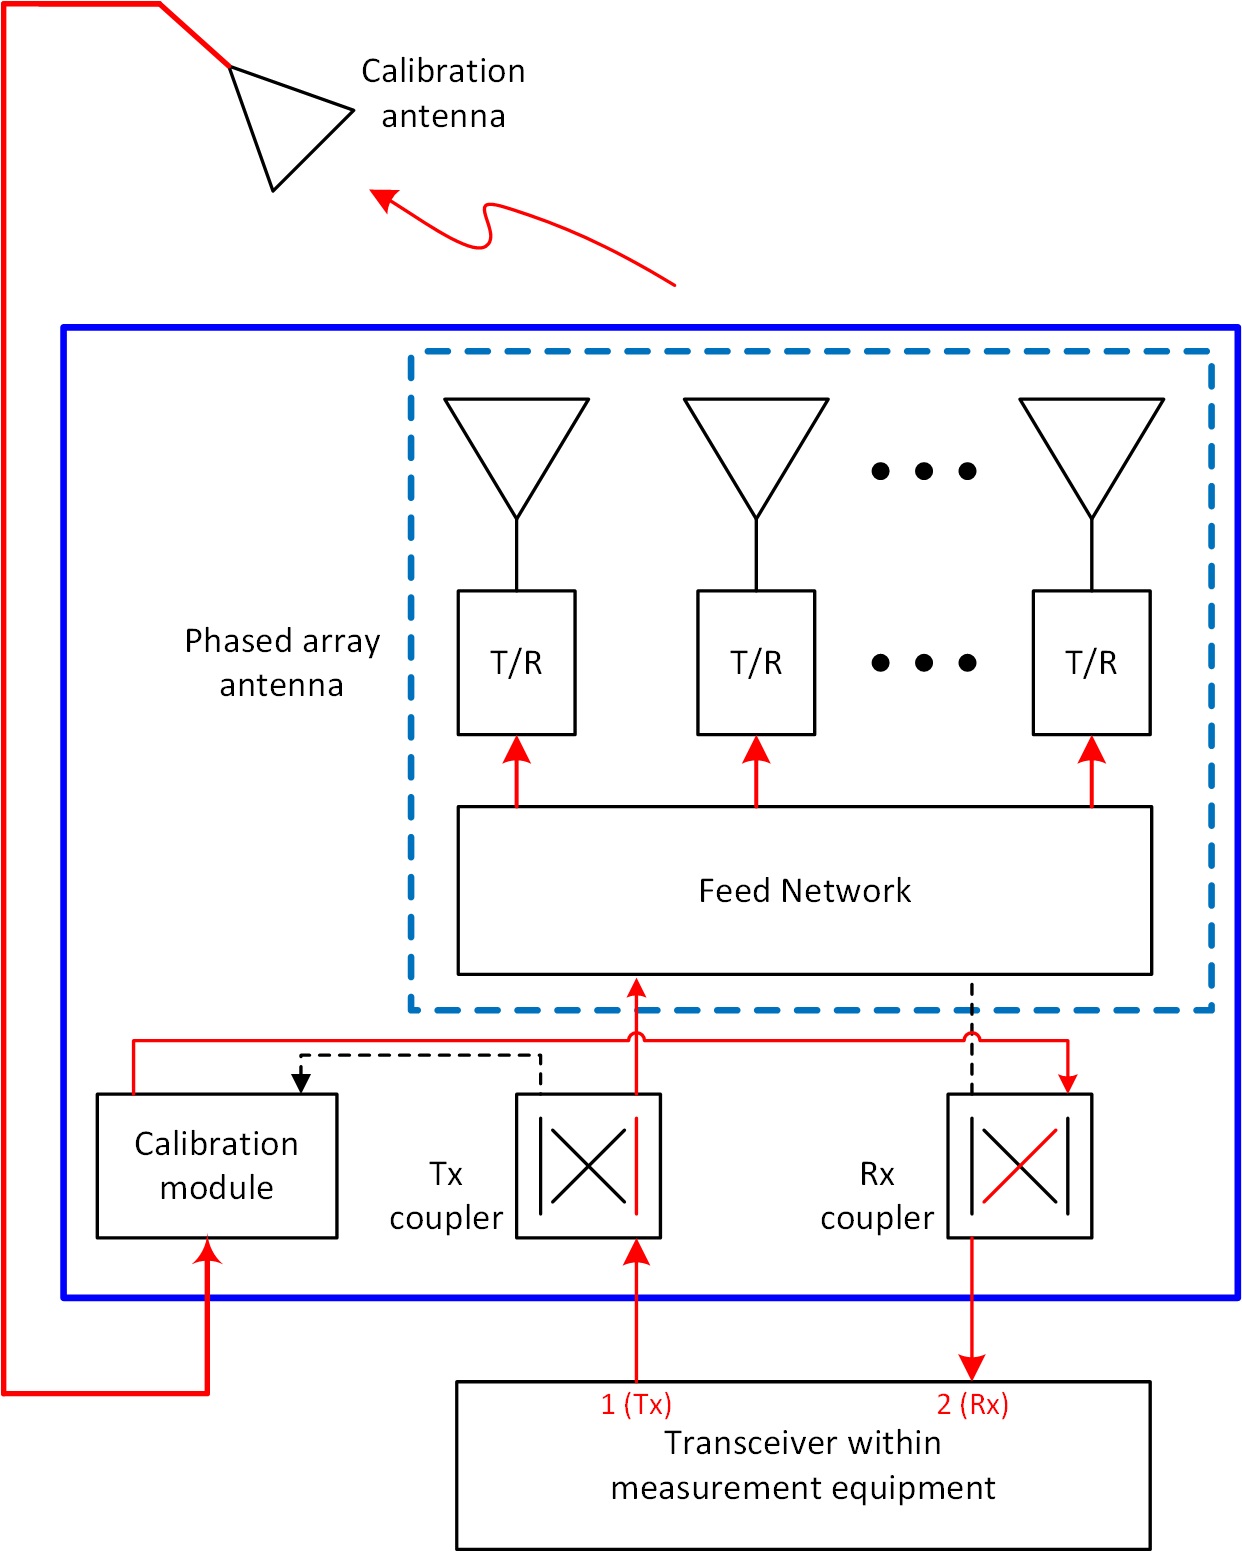 Calibration
antenna
Phased array
antenna
T/R
T/R
T/R
Feed Network
Calibration
module
Tx
coupler
Rx
coupler
1 (Tx)
2 (Rx)
Transceiver within
measurement equipment